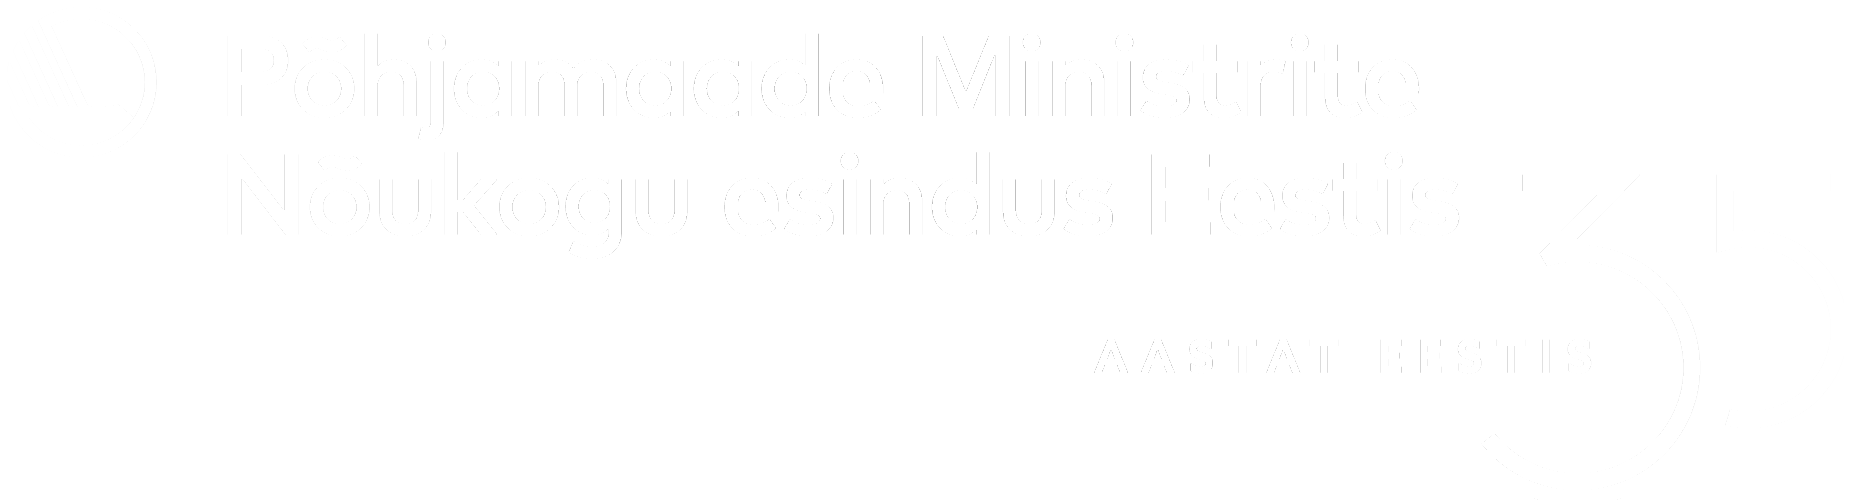 Põhjamaade Ministrite
Nõukogu esindus Eestis
AASTAT EESTIS